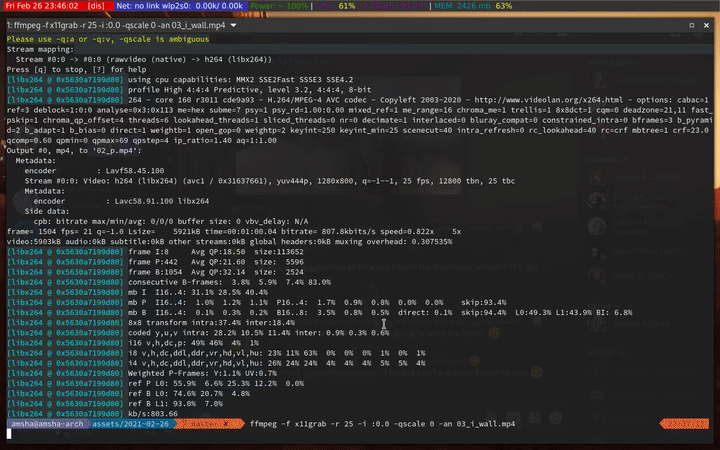 Fri Feb 26 23:46:02 [dis] Net: no link wlp2s0: 0.00k/ 0.00k Power: ~ 100% | CPU: 61% MEM: 2426 mb 63%
1: ffmpeg -f x11grab -r 25 -i :0.0 -qscale 0 -an 03_i_wall.mp4
Please use -q:a or -q:v, -qscale is ambiguous
Stream mapping:
Stream #0:0 -> #0:0 (rawvideo (native) -> h264 (libx264))
Press [q] to stop, [?] for help
[libx264 @ 0x5630a7199d80] using cpu capabilities: MMX2 SSE2Fast SSSE3 SSE4.2
[libx264 @ 0x5630a7199d80] profile High 4:4:4 Predictive, level 3.2, 4:4:4, 8-bit
[libx264 @ 0x5630a7199d80] 264 - core 160 r3011 cde9a93 - H.264/MPEG-4 AVC codec - Copyleft 2003-2020 - http://www.videolan.org/x264.html - options: cabac=1
ref=3 deblock=1:0:0 analyse=0x3:0x113 me=hex subme=7 psy=1 psy_rd=1.00:0.00 mixed_ref=1 me_range=16 chroma_me=1 trellis=1 8x8dct=1 cqm=0 deadzone=21,11 fast_
pskip=1 chroma_qp_offset=4 threads=6 lookahead_threads=1 sliced_threads=0 nr=0 decimate=1 interlaced=0 bluray_compat=0 constrained_intra=0 bframes=3 b_pyrami
d=2 b_adapt=1 b_bias=0 direct=1 weightb=1 open_gop=0 weightp=2 keyint=250 keyint_min=25 scenecut=40 intra_refresh=0 rc_lookahead=40 rc=crf mbtree=1 crf=23.0
qcomp=0.60 qpmin=0 qpmax=69 qpstep=4 ip_ratio=1.40 aq=1:1.00
Output #0, mp4, to '02_p.mp4':
Metadata:
encoder : Lavf58.45.100
Stream #0:0: Video: h264 (libx264) (avc1 / 0x31637661), yuv444p, 1280x800, q=-1--1, 25 fps, 12800 tbn, 25 tbc
Metadata:
encoder : Lavc58.91.100 libx264
Side data:
cpb: bitrate max/min/avg: 0/0/0 buffer size: 0 vbv_delay: N/A
frame= 1504 fps= 21 q=-1.0 Lsize= 5921kB time=00:01:00.04 bitrate= 807.8kbits/s speed=0.822x 5x
video:5903kB audio:0kB subtitle:0kB other streams:0kB global headers:0kB muxing overhead: 0.307535%
[libx264 @ 0x5630a7199d80] frame I:8 Avg QP:18.50 size:113652
[libx264 @ 0x5630a7199d80] frame P:442 Avg QP:21.60 size: 5596
[libx264 @ 0x5630a7199d80] frame B:1054 Avg QP:32.14 size: 2524
[libx264 @ 0x5630a7199d80] consecutive B-frames: 3.8% 5.9% 7.4% 83.0%
[libx264 @ 0x5630a7199d80] mb I I16..4: 31.1% 28.5% 40.4%
[libx264 @ 0x5630a7199d80] mb P I16..4: 1.0% 1.2% 1.1% P16..4: 1.7% 0.9% 0.8% 0.0% 0.0% skip:93.4%
[libx264 @ 0x5630a7199d80] mb B I16..4: 0.1% 0.3% 0.2% B16..8: 3.5% 0.8% 0.5% direct: 0.1% skip:94.4% L0:49.3% L1:43.9% BI: 6.8%
[libx264 @ 0x5630a7199d80] 8x8 transform intra:37.4% inter:18.4%
[libx264 @ 0x5630a7199d80] coded y,u,v intra: 28.2% 10.5% 11.4% inter: 0.9% 0.3% 0.6%
[libx264 @ 0x5630a7199d80] i16 v,h,dc,p: 49% 46% 4% 1%
[libx264 @ 0x5630a7199d80] i8 v,h,dc,ddl,ddr,vr,hd,vl,hu: 23% 11% 63% 0% 0% 0% 1% 0% 1%
[libx264 @ 0x5630a7199d80] i4 v,h,dc,ddl,ddr,vr,hd,vl,hu: 26% 24% 24% 4% 4% 4% 5% 5% 4%
[libx264 @ 0x5630a7199d80] Weighted P-Frames: Y:1.1% UV:0.7%
[libx264 @ 0x5630a7199d80] ref P L0: 55.9% 6.6% 25.3% 12.2% 0.0%
[libx264 @ 0x5630a7199d80] ref B L0: 74.6% 20.7% 4.8%
[libx264 @ 0x5630a7199d80] ref B L1: 93.0% 7.0%
[libx264 @ 0x5630a7199d80] kb/s:803.66
amsha@amsha-arch assets/2021-02-26 master ✘ ffmpeg -f x11grab -r 25 -i :0.0 -qscale 0 -an 03_i_wall.mp4